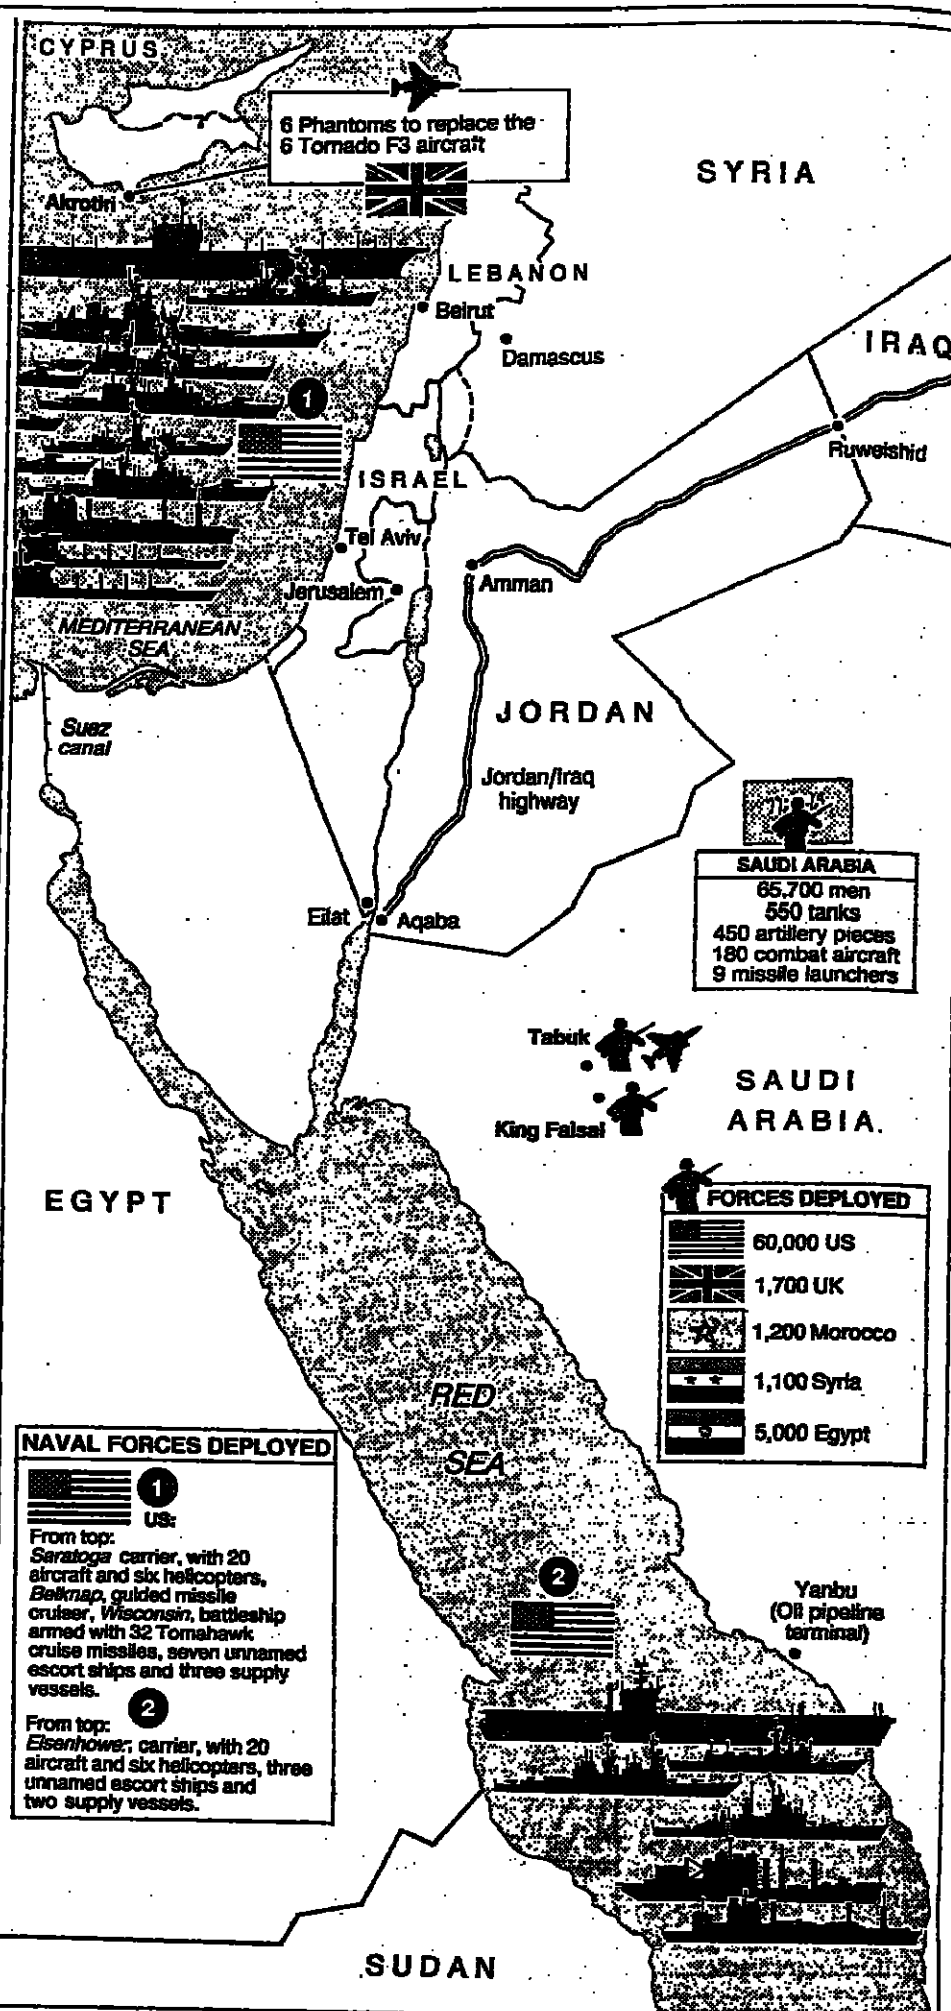 CYPRUS
6 Phantoms to replace the
6 Tornado F3 aircraft
SYRIA
Akrotiri
LEBANON
Beirut
Damascus
IRAQ
1
Ruweishid
ISRAEL
Tel Aviv
Amman
Jerusalem
MEDITERRANEAN
SEA
JORDAN
Suez
canal
Jordan/Iraq
highway
SAUDI ARABIA
65,700 men
550 tanks
450 artillery pieces
180 combat aircraft
9 missile launchers
Eilat
Aqaba
Tabuk
King Faisal
SAUDI
ARABIA
EGYPT
FORCES DEPLOYED
60,000 US
1,700 UK
1,200 Morocco
1,100 Syria
5,000 Egypt
RED
SEA
NAVAL FORCES DEPLOYED
1
US:
From top:
Saratoga carrier, with 20
aircraft and six helicopters,
Belknap, guided missile
cruiser, Wisconsin, battleship
armed with 32 Tomahawk
cruise missiles, seven unnamed
escort ships and three supply
vessels.
2
From top:
Eisenhower, carrier, with 20
aircraft and six helicopters, three
unnamed escort ships and
two supply vessels.
2
Yanbu
(Oil pipeline
terminal)
SUDAN